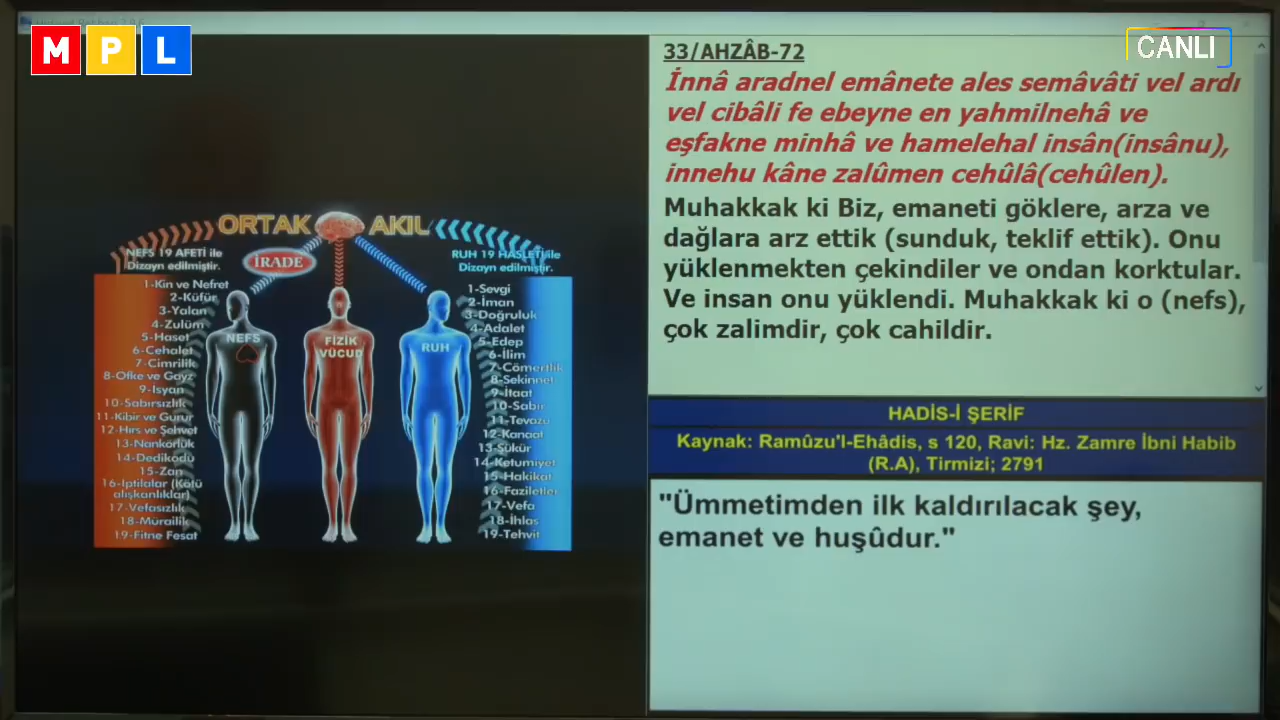 MPL
CANLI
ORTAK AKIL
NEFS 19 AFETİ ile
Dizayn edilmiştir.
İRADE
RUH 19 HASLETİ ile
Dizayn edilmiştir.
1-Kin ve Nefret
2-Küfür
3-Yalan
4-Zulüm
5-Haset
6-Cehalet
7-Cimrilik
8-Öfke ve Gayz
9-İsyan
10-Sabırsızlık
11-Kibir ve Gurur
12-Hırs ve Şehvet
13-Nankörlük
14-Dedikodu
15-Zan
16-İptilalar (Kötü
alışkanlıklar)
17-Vefasızlık
18-Mürailik
19-Fitne Fesat
NEFS
FİZİK
VÜCUD
RUH
1-Sevgi
2-İman
3-Doğruluk
4-Adalet
5-Edep
6-İlim
7-Cömertlik
8-Sekinnet
9-İtaat
10-Sabır
11-Tevazu
12-Kanaat
13-Şükür
14-Ketumiyet
15-Hakikat
16-Faziletler
17-Vefa
18-İhlas
19-Tehvit
33/AHZÂB-72
İnnâ aradnel emânete ales semâvâti vel ardı
vel cibâli fe ebeyne en yahmilnehâ ve
eşfakne minhâ ve hamelehal insân(insânu),
innehu kâne zalûmen cehûlâ(cehûlen).
Muhakkak ki Biz, emaneti göklere, arza ve
dağlara arz ettik (sunduk, teklif ettik). Onu
yüklenmekten çekindiler ve ondan korktular.
Ve insan onu yüklendi. Muhakkak ki o (nefs),
çok zalimdir, çok cahildir.
HADİS-İ ŞERİF
Kaynak: Ramûzu'l-Ehâdis, s 120, Ravi: Hz. Zamre İbni Habib
(R.A), Tirmizi; 2791
"Ümmetimden ilk kaldırılacak şey,
emanet ve huşûdur."